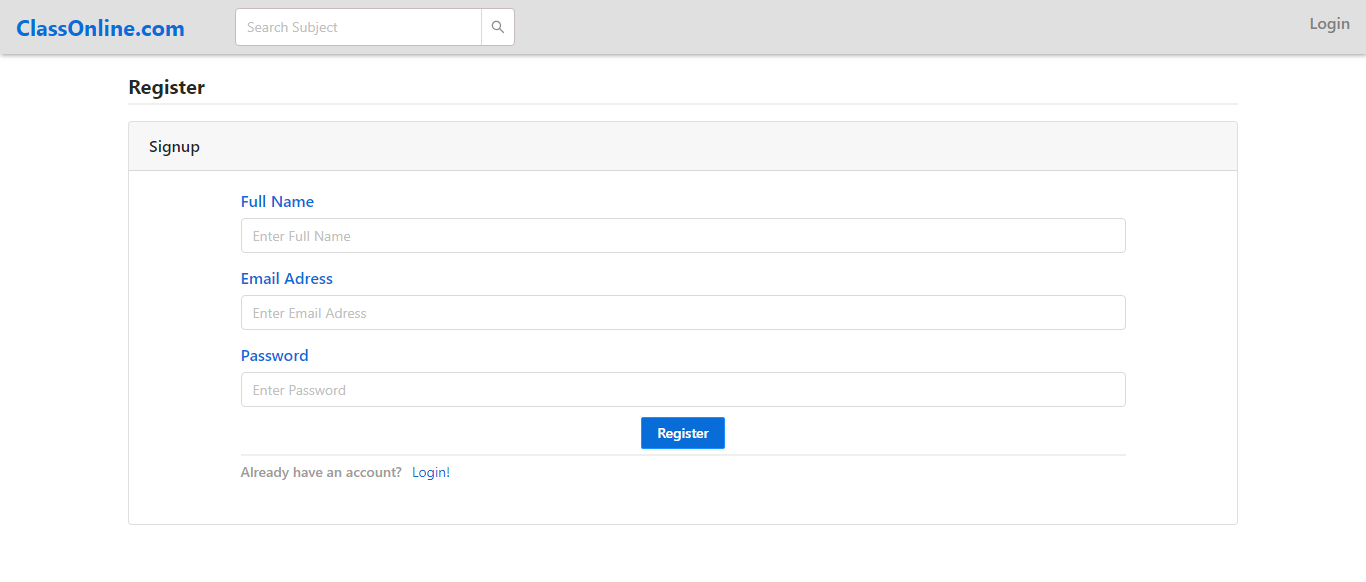 ClassOnline.com
Search Subject
Login
Register
Signup
Full Name
Enter Full Name
Email Adress
Enter Email Adress
Password
Enter Password
Register
Already have an account? Login!